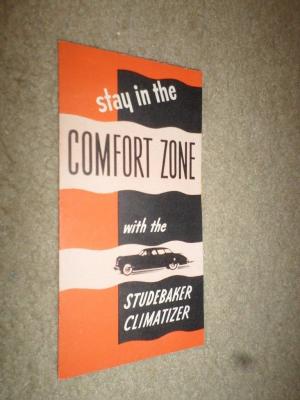 stay in the
COMFORT ZONE
with the
STUDEBAKER
CLIMATIZER